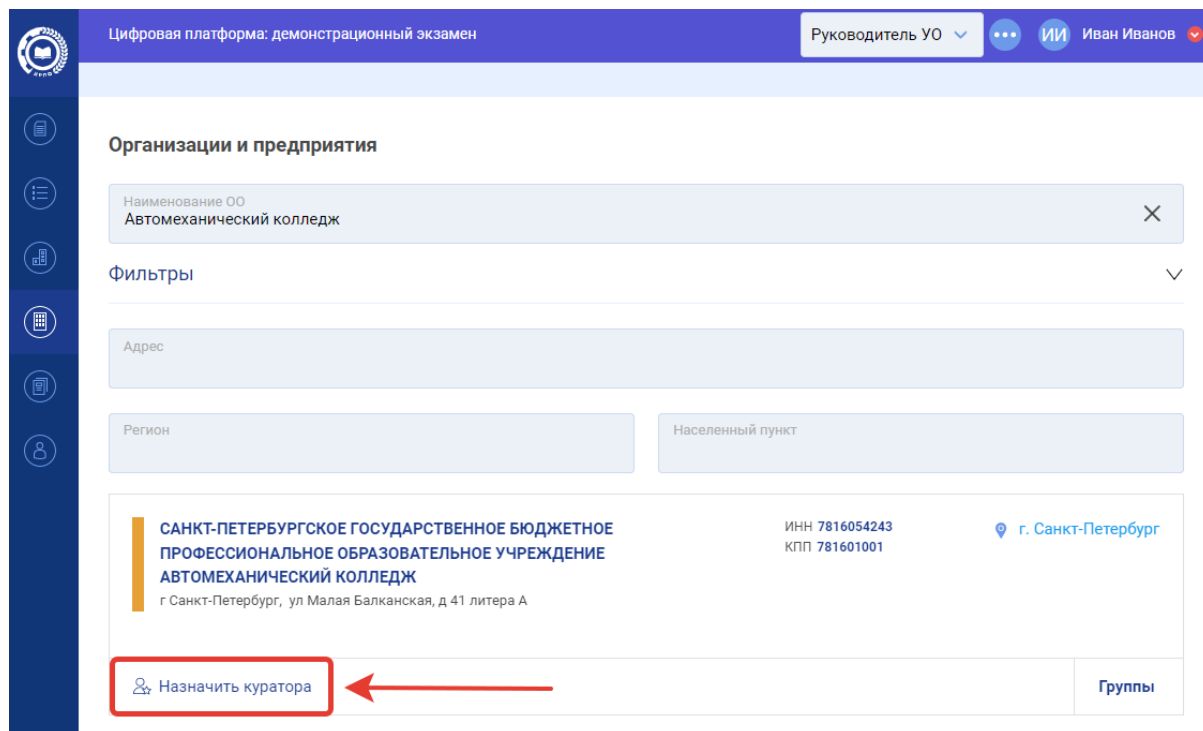 Цифровая платформа: демонстрационный экзамен
Руководитель УО
ИИ
Иван Иванов
Организации и предприятия
Наименование ОО
Автомеханический колледж
Фильтры
Адрес
Регион
Населенный пункт
САНКТ-ПЕТЕРБУРГСКОЕ ГОСУДАРСТВЕННОЕ БЮДЖЕТНОЕ
ПРОФЕССИОНАЛЬНОЕ ОБРАЗОВАТЕЛЬНОЕ УЧРЕЖДЕНИЕ
АВТОМЕХАНИЧЕСКИЙ КОЛЛЕДЖ
г Санкт-Петербург, ул Малая Балканская, д 41 литера А
ИНН 7816054243
КПП 781601001
г. Санкт-Петербург
Назначить куратора
Группы